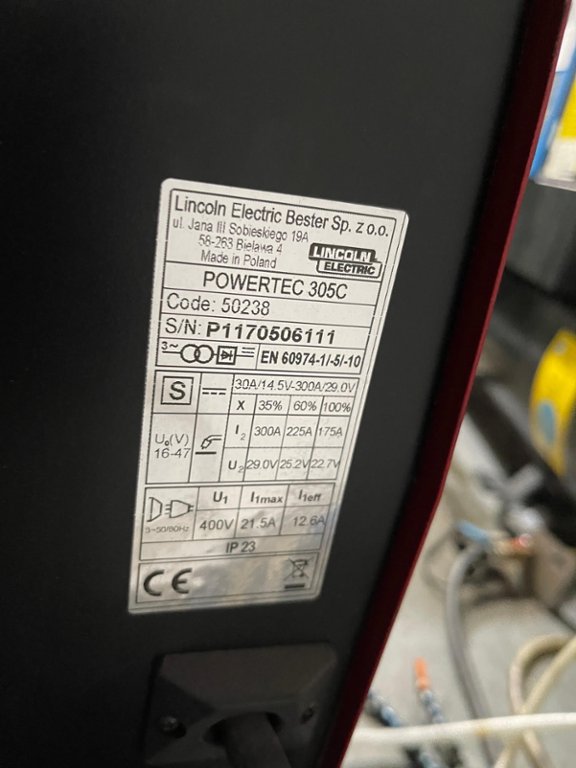 Lincoln Electric Bester Sp. z o.o.
ul. Jana III Sobieskiego 19A
58-263 Bielawa 4
Made in Poland
LINCOLN
ELECTRIC
POWERTEC 305C
Code: 50238
S/N: P1170506111
3~ EN 60974-1/-5/-10
S 30A/14.5V-300A/29.0V
X 35% 60% 100%
U₀(V) 16-47
I₂ 300A 225A 175A
U₂ 29.0V 25.2V 22.7V
U₁ I₁max I₁eff
3~50/60Hz 400V 21.5A 12.6A
IP 23
CE